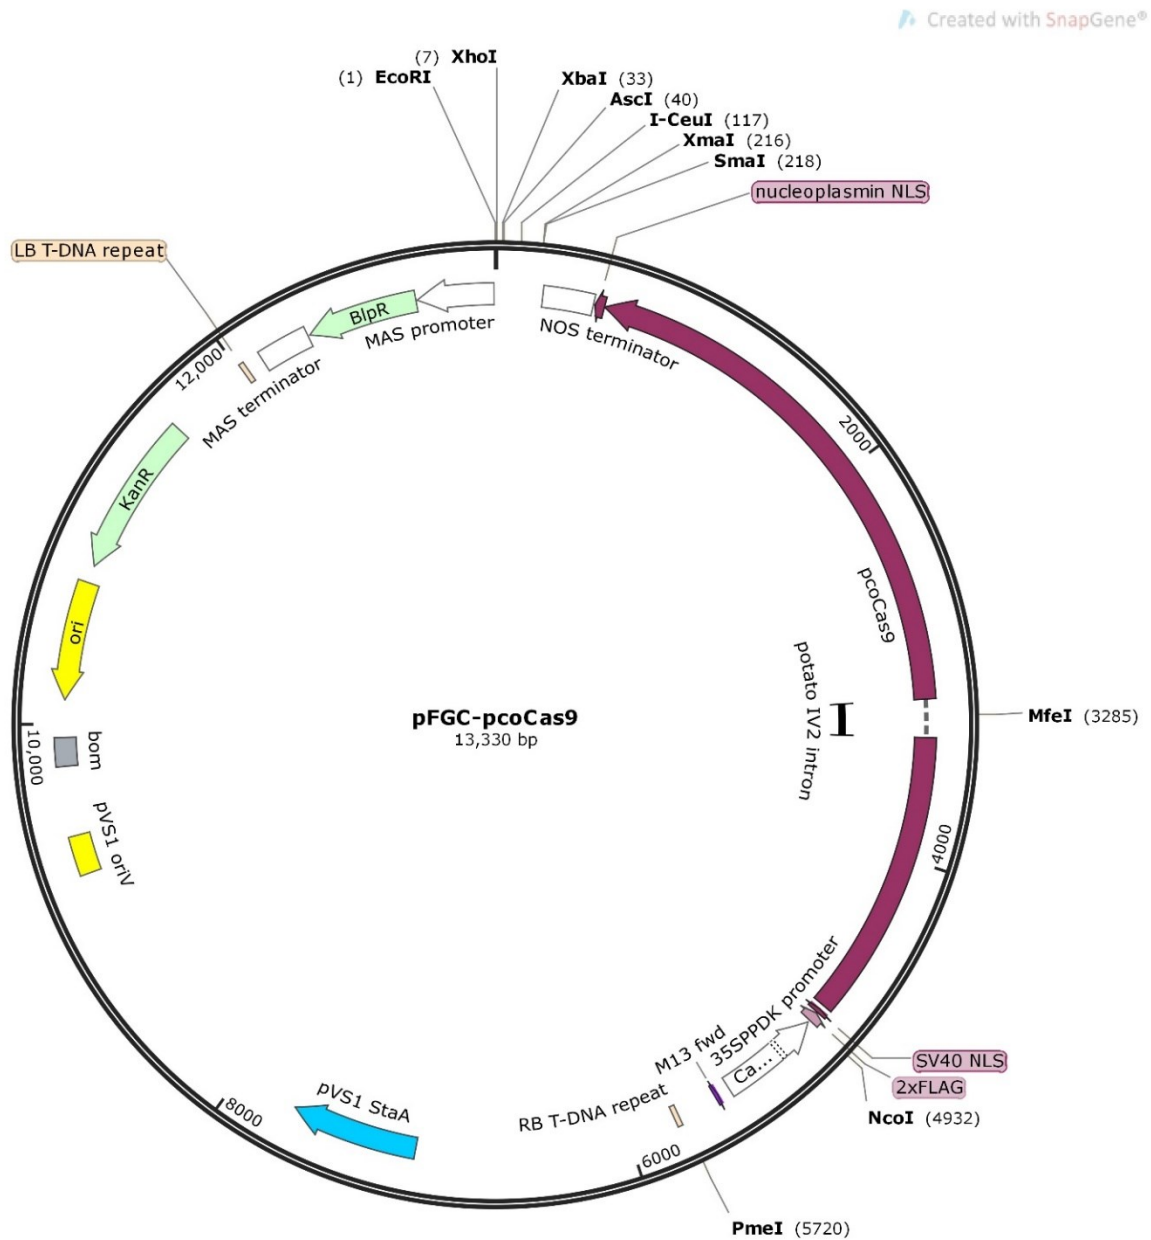 Created with SnapGene®
(7) XhoI
(1) EcoRI
XbaI (33)
AscI (40)
I-CeuI (117)
XmaI (216)
SmaI (218)
nucleoplasmin NLS
LB T-DNA repeat
BlpR
MAS promoter
NOS terminator
MAS terminator
12,000
2000
KanR
pcoCas9
ori
potato IV2 intron
pFGC-pcoCas9
13,330 bp
MfeI (3285)
10,000
bom
pVS1 oriV
4000
35SPPDK promoter
M13 fwd
Ca...
SV40 NLS
2xFLAG
NcoI (4932)
RB T-DNA repeat
pVS1 StaA
8000
6000
PmeI (5720)